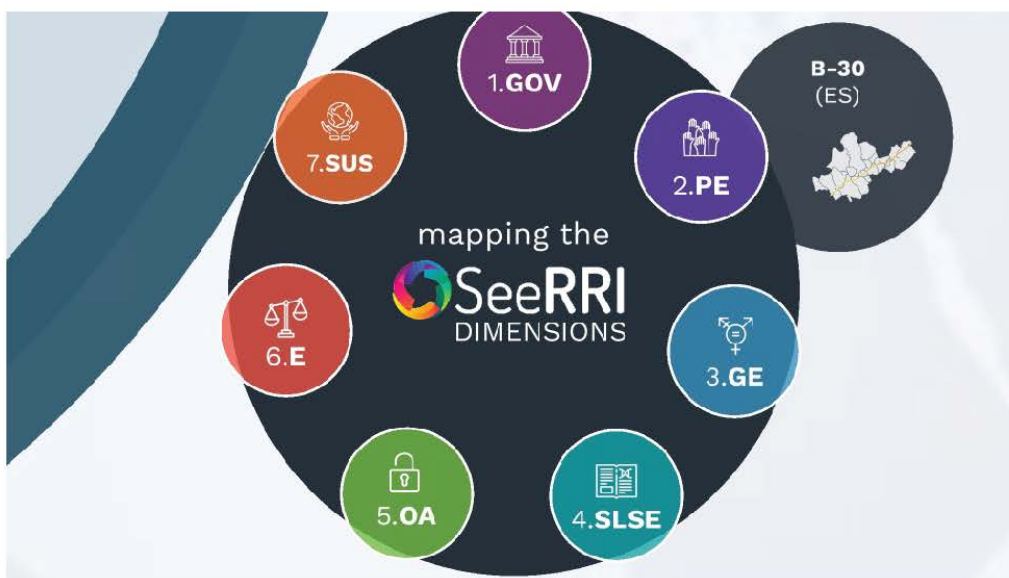 1.GOV
B-30
(ES)
7.SUS
2.PE
mapping the
SeeRRI
DIMENSIONS
6.E
3.GE
5.OA
4.SLSE